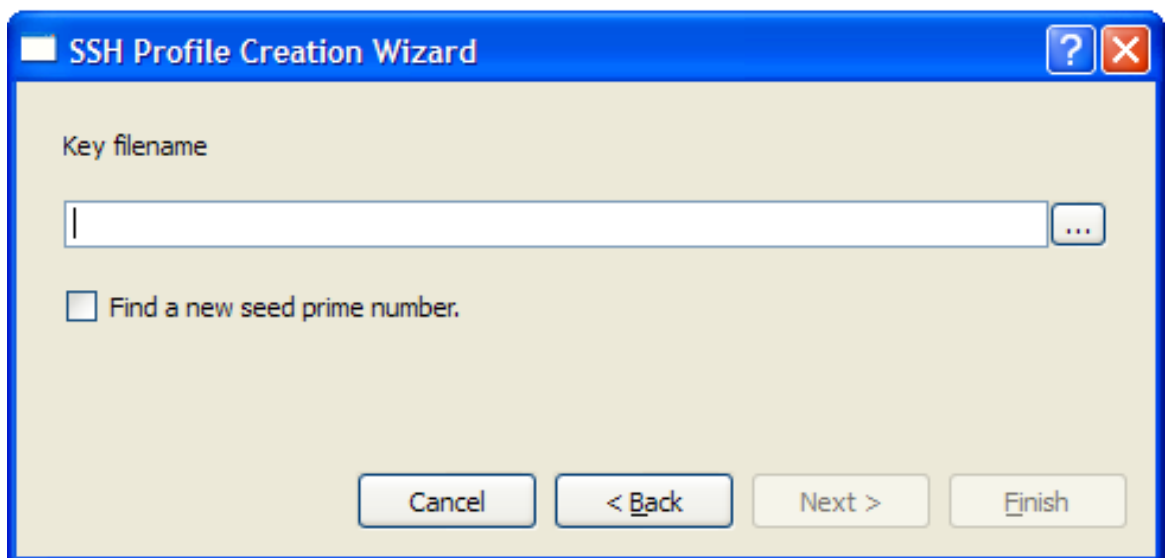 SSH Profile Creation Wizard
Key filename
...
Find a new seed prime number.
Cancel < Back Next > Finish